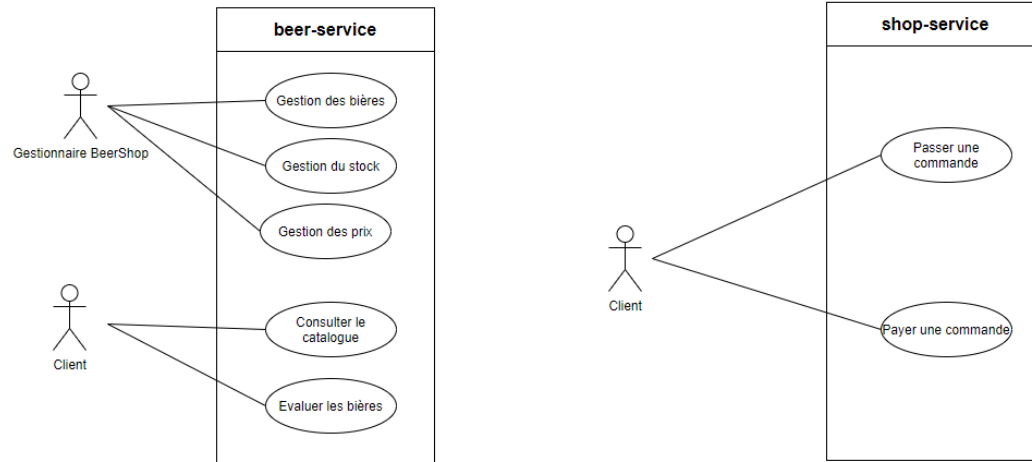 beer-service
Gestion des bières
Gestionnaire BeerShop
Gestion du stock
Gestion des prix
Client
Consulter le
catalogue
Evaluer les bières
shop-service
Passer une
commande
Client
Payer une commande